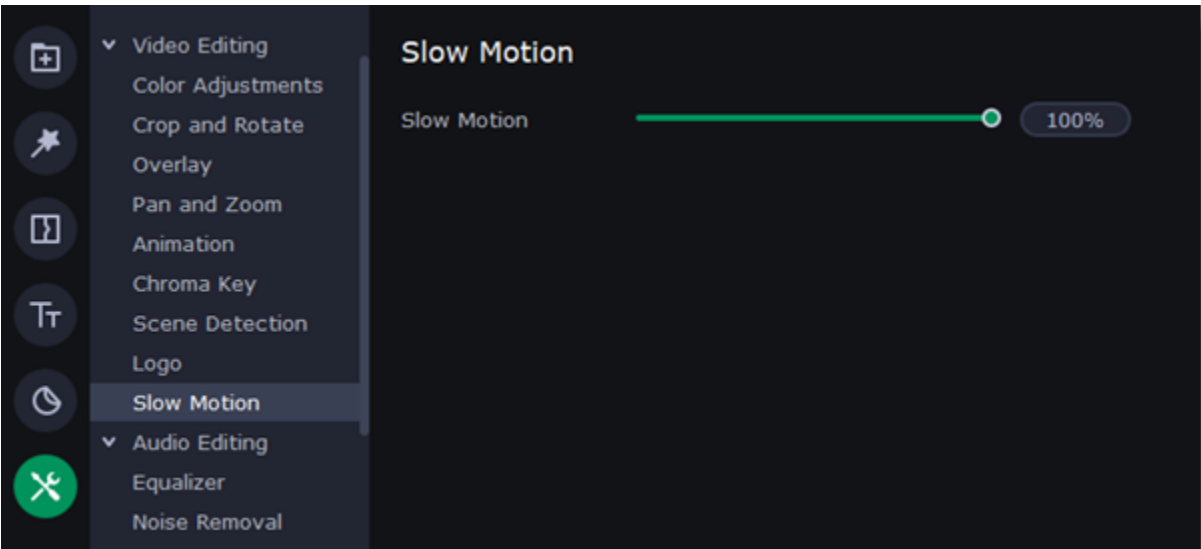 Video Editing
Color Adjustments
Crop and Rotate
Overlay
Pan and Zoom
Animation
Chroma Key
Scene Detection
Logo
Slow Motion
Audio Editing
Equalizer
Noise Removal
Slow Motion
Slow Motion 100%
Tт